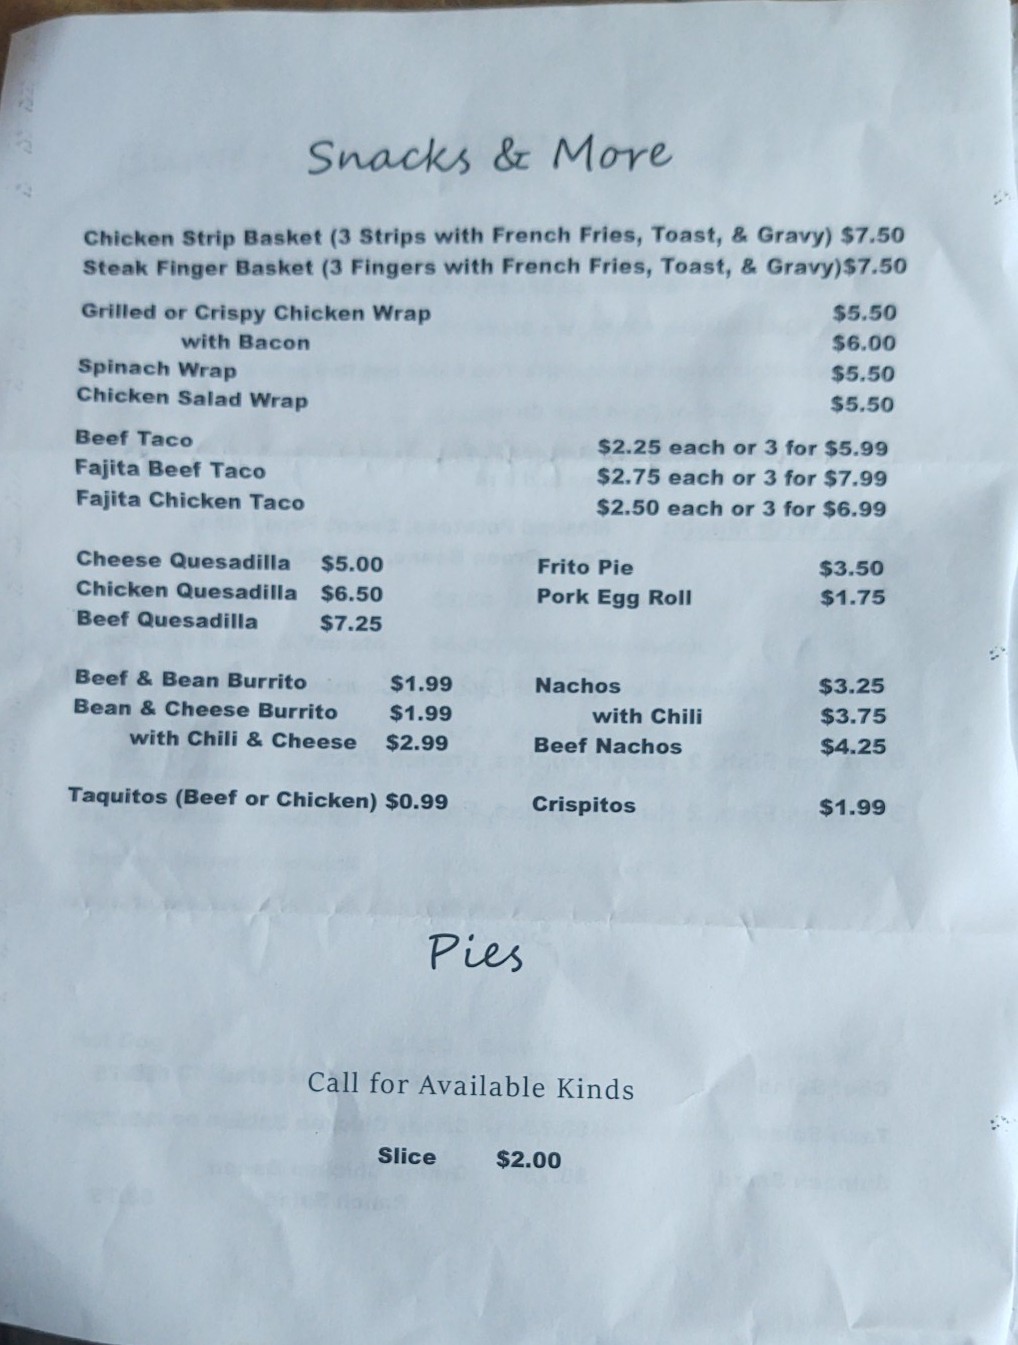 Snacks & More
Chicken Strip Basket (3 Strips with French Fries, Toast, & Gravy) $7.50
Steak Finger Basket (3 Fingers with French Fries, Toast, & Gravy)$7.50
Grilled or Crispy Chicken Wrap $5.50
with Bacon $6.00
Spinach Wrap $5.50
Chicken Salad Wrap $5.50
Beef Taco $2.25 each or 3 for $5.99
Fajita Beef Taco $2.75 each or 3 for $7.99
Fajita Chicken Taco $2.50 each or 3 for $6.99
Cheese Quesadilla $5.00 Frito Pie $3.50
Chicken Quesadilla $6.50 Pork Egg Roll $1.75
Beef Quesadilla $7.25
Beef & Bean Burrito $1.99 Nachos $3.25
Bean & Cheese Burrito $1.99 with Chili $3.75
with Chili & Cheese $2.99 Beef Nachos $4.25
Taquitos (Beef or Chicken) $0.99 Crispitos $1.99
Pies
Call for Available Kinds
Slice $2.00